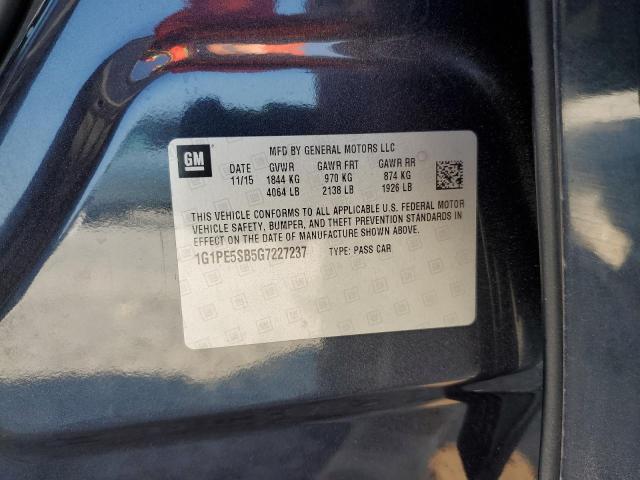 GM
MFD BY GENERAL MOTORS LLC
DATE GVWR GAWR FRT GAWR RR
11/15 1844 KG 970 KG 874 KG
4064 LB 2138 LB 1926 LB
THIS VEHICLE CONFORMS TO ALL APPLICABLE U.S. FEDERAL MOTOR
VEHICLE SAFETY, BUMPER, AND THEFT PREVENTION STANDARDS IN
EFFECT ON THE DATE OF MANUFACTURE SHOWN ABOVE.
1G1PE5SB5G7227237 TYPE: PASS CAR